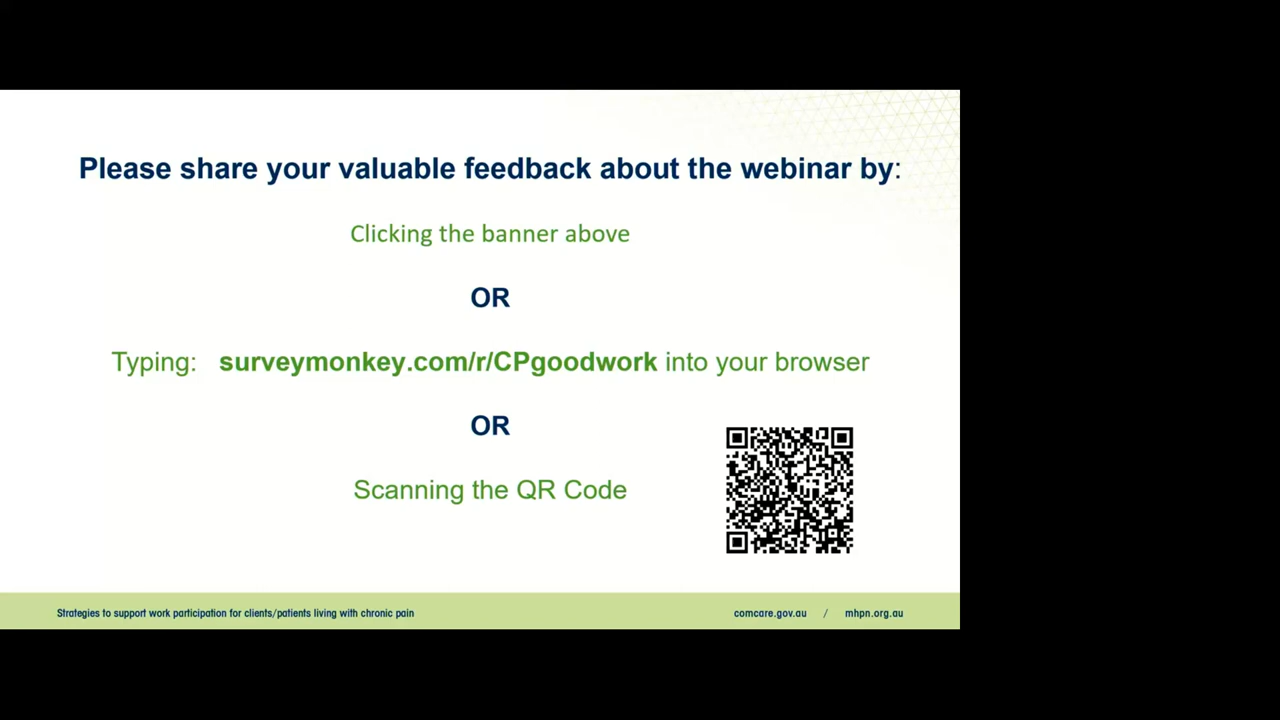 Please share your valuable feedback about the webinar by:
Clicking the banner above
OR
Typing: surveymonkey.com/r/CPgoodwork into your browser
OR
Scanning the QR Code
Strategies to support work participation for clients/patients living with chronic pain
comcare.gov.au / mhpn.org.au